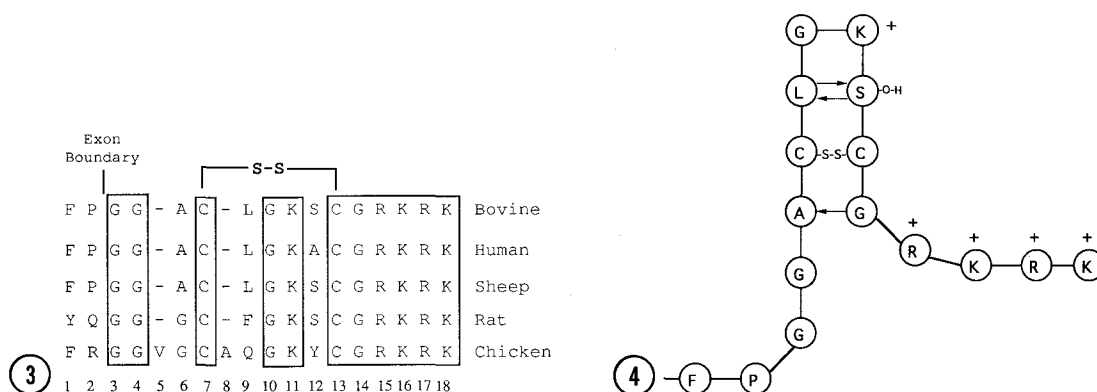 Exon
Boundary
S-S
F P G G - A C - L G K S C G R K R K Bovine
F P G G - A C - L G K A C G R K R K Human
F P G G - A C - L G K S C G R K R K Sheep
Y Q G G - G C - F G K S C G R K R K Rat
F R G G V G C A Q G K Y C G R K R K Chicken
3 1 2 3 4 5 6 7 8 9 10 11 12 13 14 15 16 17 18
G K +
L S -O-H
C -S-S- C
A G
+ + + +
G R K R K
G
4 F P